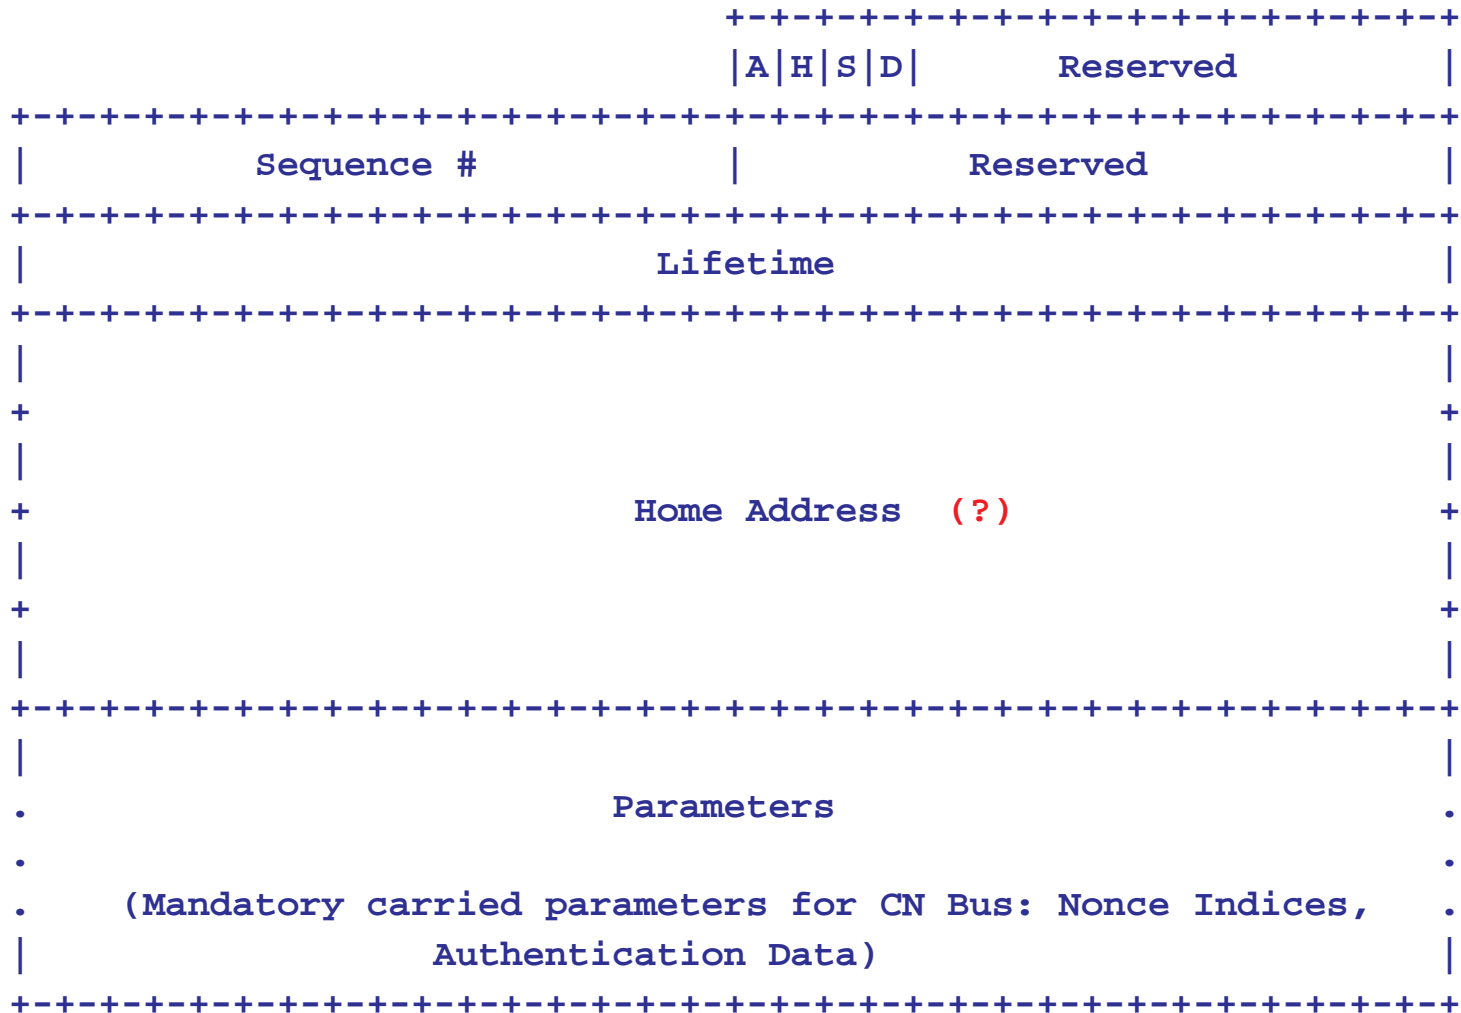 +-+-+-+-+-+-+-+-+-+-+-+-+-+-+-+-+
|A|H|S|D| Reserved |
+-+-+-+-+-+-+-+-+-+-+-+-+-+-+-+-+-+-+-+-+-+-+-+-+-+-+-+-+-+-+-+-+
| Sequence # | Reserved |
+-+-+-+-+-+-+-+-+-+-+-+-+-+-+-+-+-+-+-+-+-+-+-+-+-+-+-+-+-+-+-+-+
| Lifetime |
+-+-+-+-+-+-+-+-+-+-+-+-+-+-+-+-+-+-+-+-+-+-+-+-+-+-+-+-+-+-+-+-+
| |
+ +
| |
+ Home Address (?) +
| |
+ +
| |
+-+-+-+-+-+-+-+-+-+-+-+-+-+-+-+-+-+-+-+-+-+-+-+-+-+-+-+-+-+-+-+-+
| |
. Parameters .
. .
. (Mandatory carried parameters for CN Bus: Nonce Indices, .
| Authentication Data) |
+-+-+-+-+-+-+-+-+-+-+-+-+-+-+-+-+-+-+-+-+-+-+-+-+-+-+-+-+-+-+-+-+